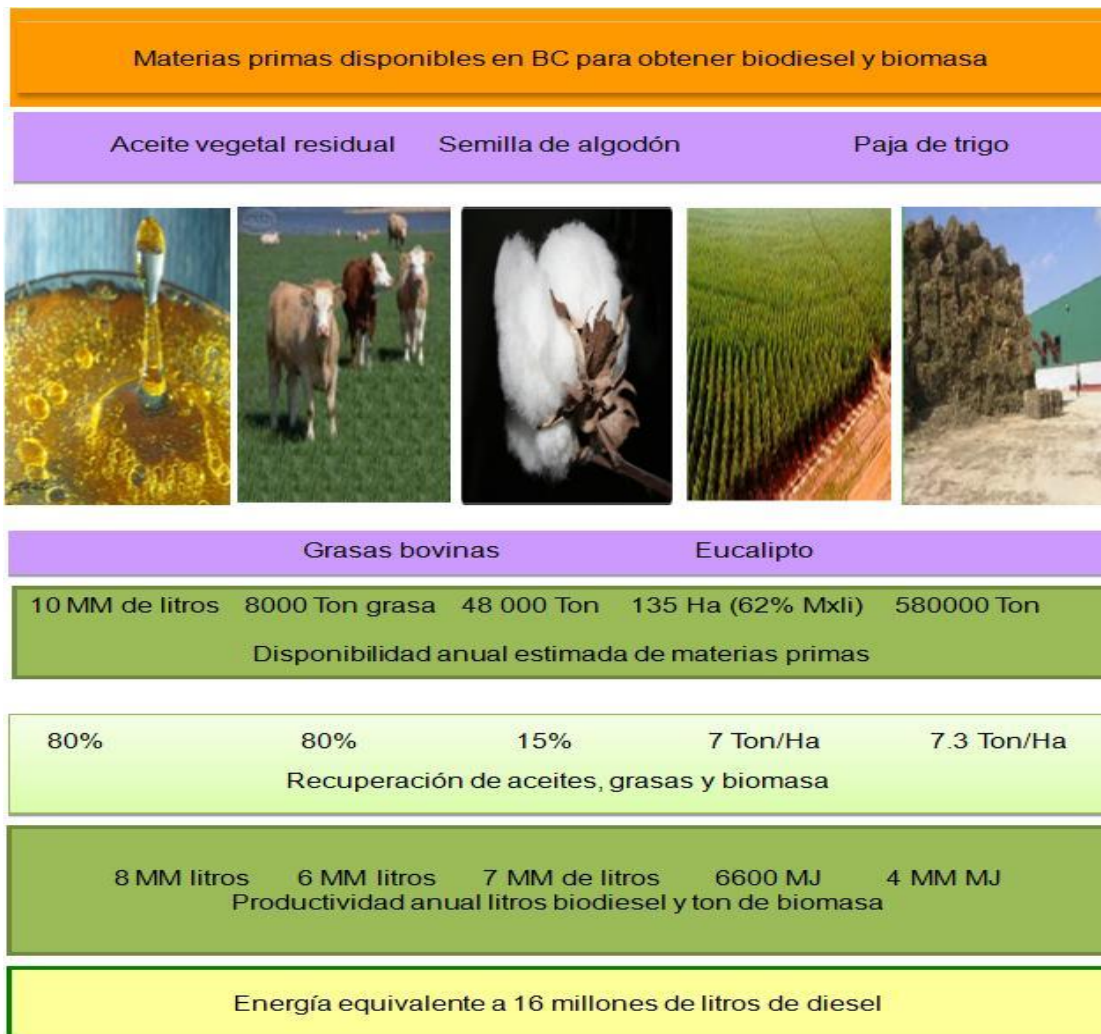 Materias primas disponibles en BC para obtener biodiesel y biomasa
Aceite vegetal residual Semilla de algodón Paja de trigo
Grasas bovinas Eucalipto
10 MM de litros 8000 Ton grasa 48 000 Ton 135 Ha (62% Mxli) 580000 Ton
Disponibilidad anual estimada de materias primas
80% 80% 15% 7 Ton/Ha 7.3 Ton/Ha
Recuperación de aceites, grasas y biomasa
8 MM litros 6 MM litros 7 MM de litros 6600 MJ 4 MM MJ
Productividad anual litros biodiesel y ton de biomasa
Energía equivalente a 16 millones de litros de diesel